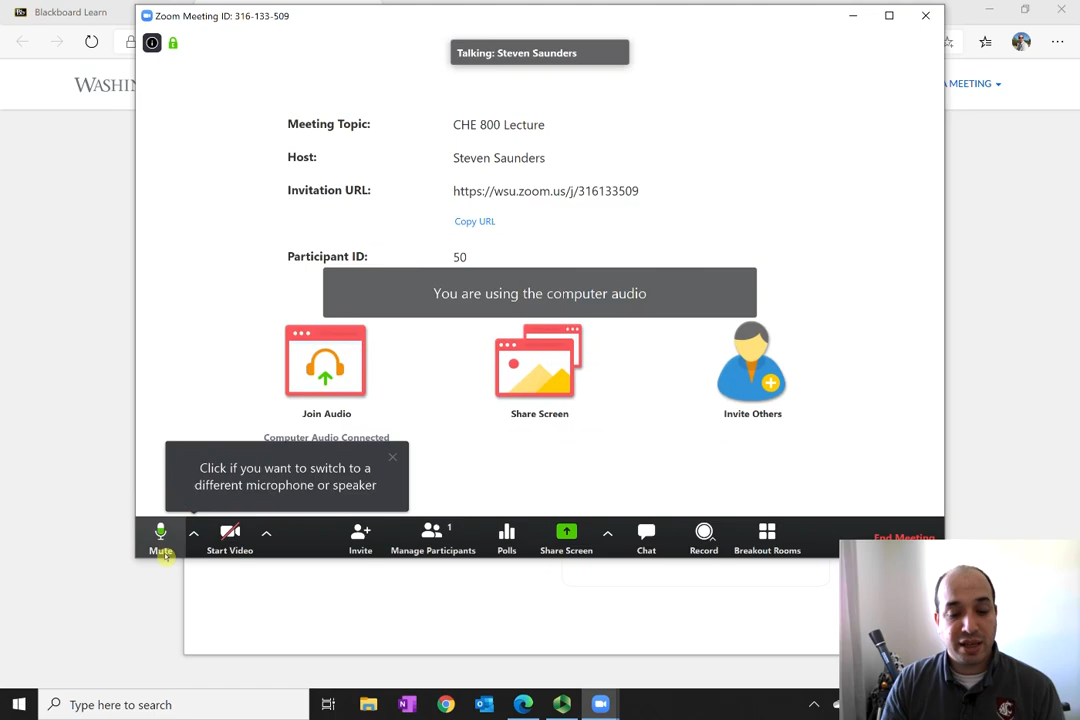 Blackboard Learn
Zoom Meeting ID: 316-133-509
Talking: Steven Saunders
A MEETING
Meeting Topic:
CHE 800 Lecture
Host:
Steven Saunders
Invitation URL:
https://wsu.zoom.us/j/316133509
Copy URL
Participant ID:
50
You are using the computer audio
Join Audio
Share Screen
Invite Others
Computer Audio Connected
Click if you want to switch to a
different microphone or speaker
Mute
Start Video
Invite
1
Manage Participants
Polls
Share Screen
Chat
Record
Breakout Rooms
End Meeting
Type here to search